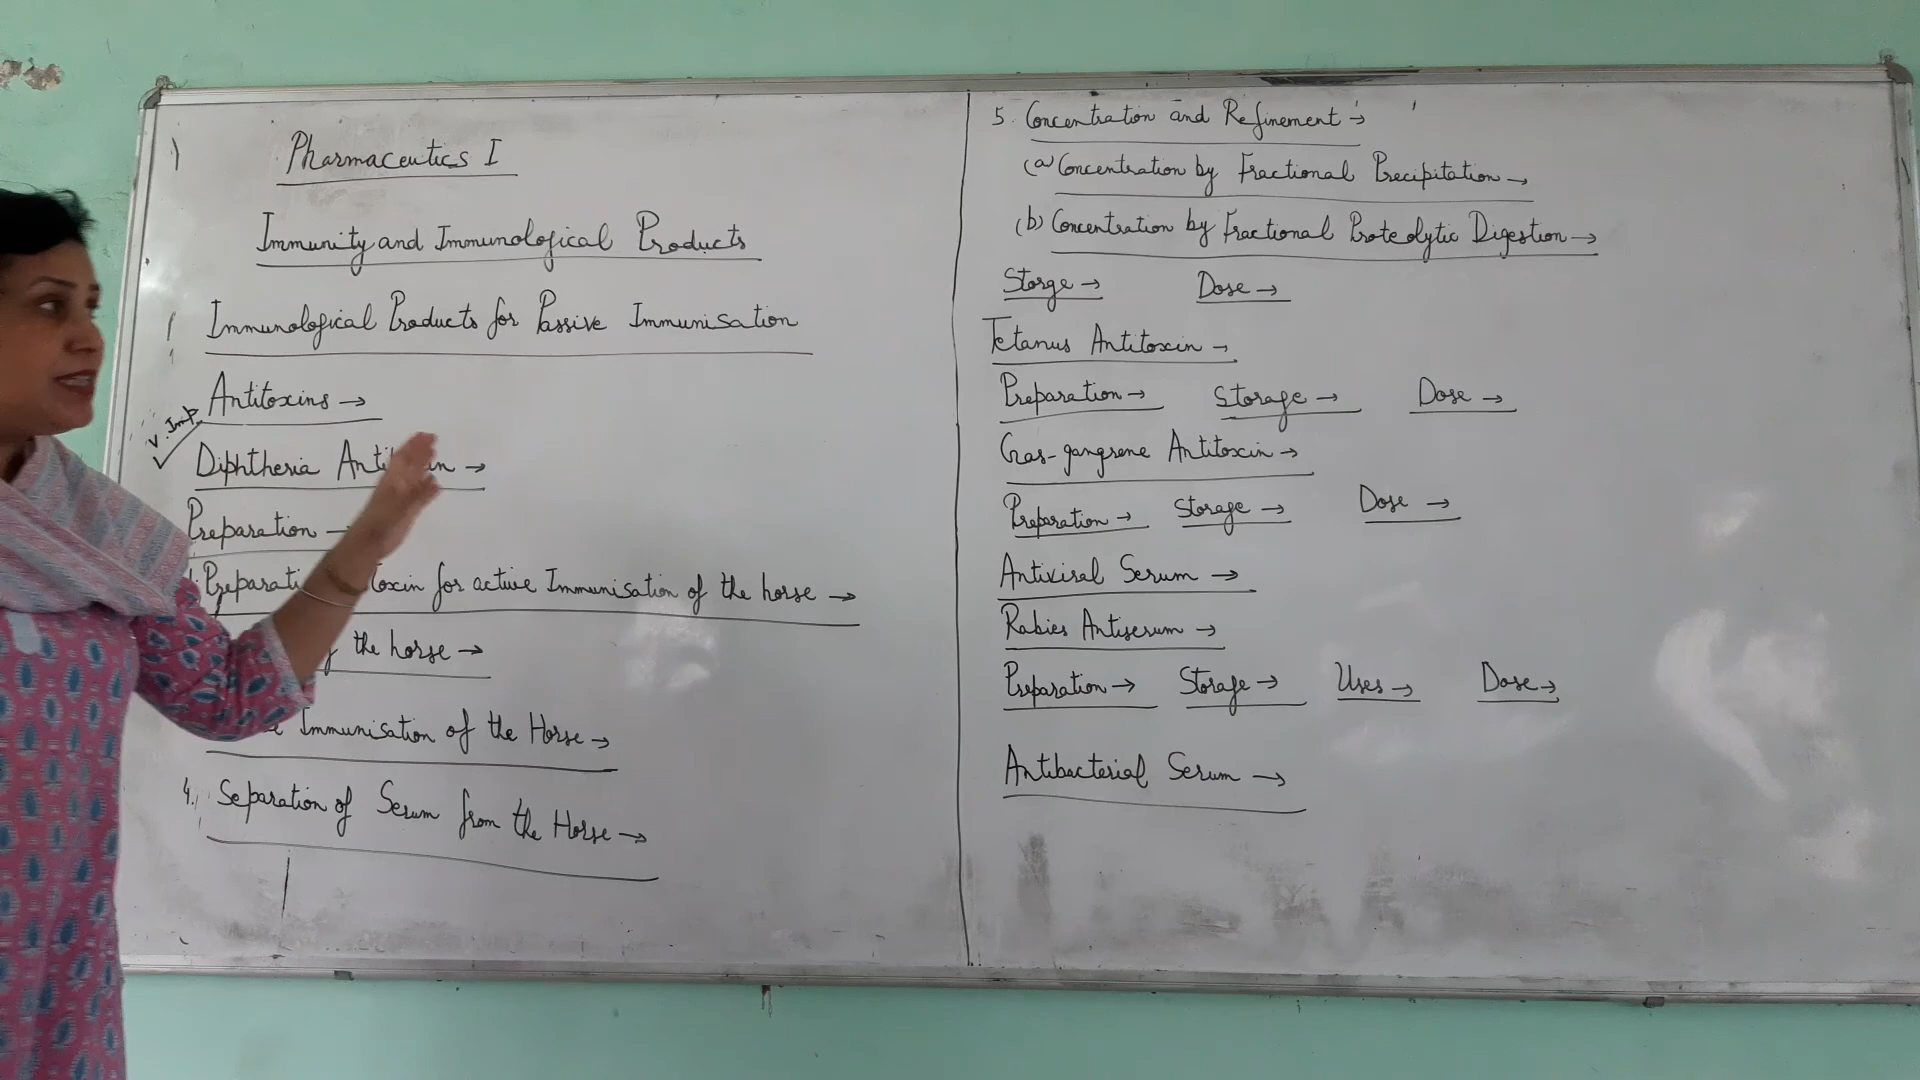 Pharmaceutics I
Immunity and Immunological Products
Immunological Products for Passive Immunisation
Antitoxins →
V. Imp.
✓ Diphtheria →
Preparation →
1. toxin for active Immunisation of the horse →
the horse →
Immunisation of the Horse →
4. Separation of Serum from the Horse →
5. Concentration and Refinement →
(a) Concentration by Fractional Precipitation →
(b) Concentration by Fractional Proteolytic Digestion →
Storge → Dose →
Tetanus Antitoxin →
Preparation → Storage → Dose →
Gas-gangrene Antitoxin →
Preparation → Storage → Dose →
Antiviral Serum →
Rabies Antiserum →
Preparation → Storage → Uses → Dose →
Antibacterial Serum →